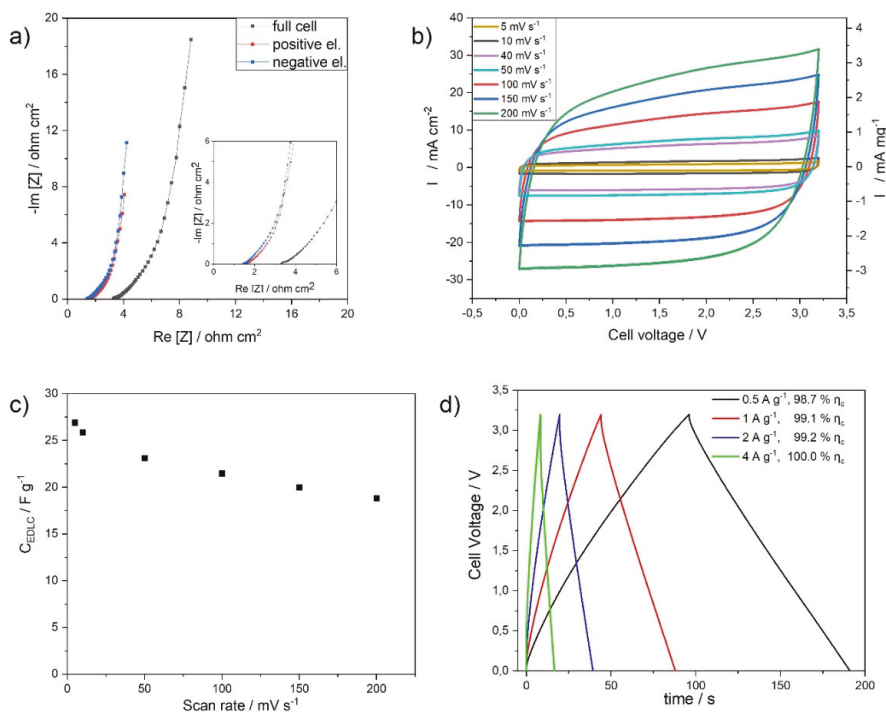 a)
full cell
positive el.
negative el.
-Im [Z] / ohm cm²
20
16
12
8
4
0
0 4 8 12 16 20
Re [Z] / ohm cm²
-Im [Z] / ohm cm²
6
4
2
0
0 2 4 6
Re [Z] / ohm cm²
b)
5 mV s⁻¹
10 mV s⁻¹
40 mV s⁻¹
50 mV s⁻¹
100 mV s⁻¹
150 mV s⁻¹
200 mV s⁻¹
I / mA cm⁻²
40
30
20
10
0
-10
-20
-30
-0,5 0,0 0,5 1,0 1,5 2,0 2,5 3,0 3,5
Cell voltage / V
4
3
2
1
0
-1
-2
-3
I / mA mg⁻¹
c)
C_EDLC / F g⁻¹
30
25
20
15
10
5
0
0 50 100 150 200
Scan rate / mV s⁻¹
d)
0.5 A g⁻¹, 98.7 % η_c
1 A g⁻¹, 99.1 % η_c
2 A g⁻¹, 99.2 % η_c
4 A g⁻¹, 100.0 % η_c
Cell Voltage / V
3,5
3,0
2,5
2,0
1,5
1,0
0,5
0,0
0 50 100 150 200
time / s